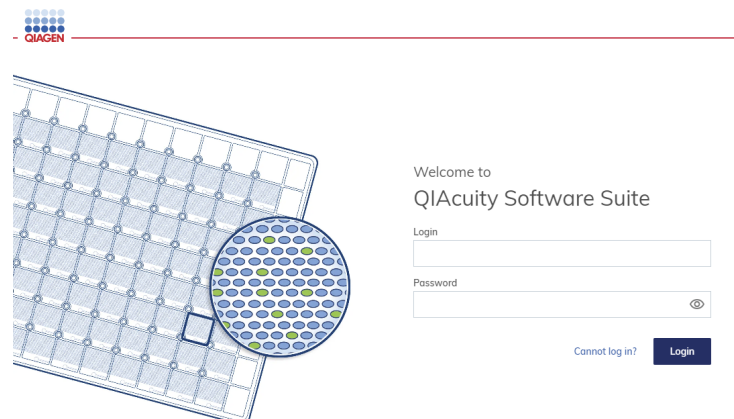 QIAGEN
Welcome to
QIAcuity Software Suite
Login
Password
Cannot log in?
Login